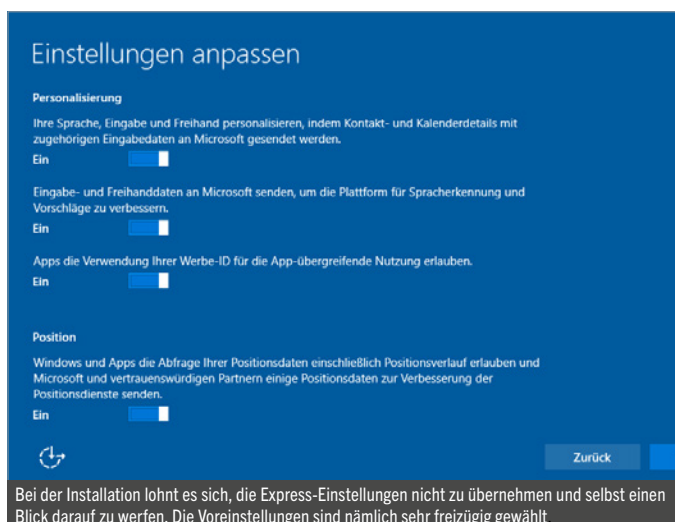 Einstellungen anpassen
Personalisierung
Ihre Sprache, Eingabe und Freihand personalisieren, indem Kontakt- und Kalenderdetails mit
zugehörigen Eingabedaten an Microsoft gesendet werden.
Ein
Eingabe- und Freihanddaten an Microsoft senden, um die Plattform für Spracherkennung und
Vorschläge zu verbessern.
Ein
Apps die Verwendung Ihrer Werbe-ID für die App-übergreifende Nutzung erlauben.
Ein
Position
Windows und Apps die Abfrage Ihrer Positionsdaten einschließlich Positionsverlauf erlauben und
Microsoft und vertrauenswürdigen Partnern einige Positionsdaten zur Verbesserung der
Positionsdienste senden.
Ein
Zurück
Bei der Installation lohnt es sich, die Express-Einstellungen nicht zu übernehmen und selbst einen
Blick darauf zu werfen. Die Voreinstellungen sind nämlich sehr freizügig gewählt.